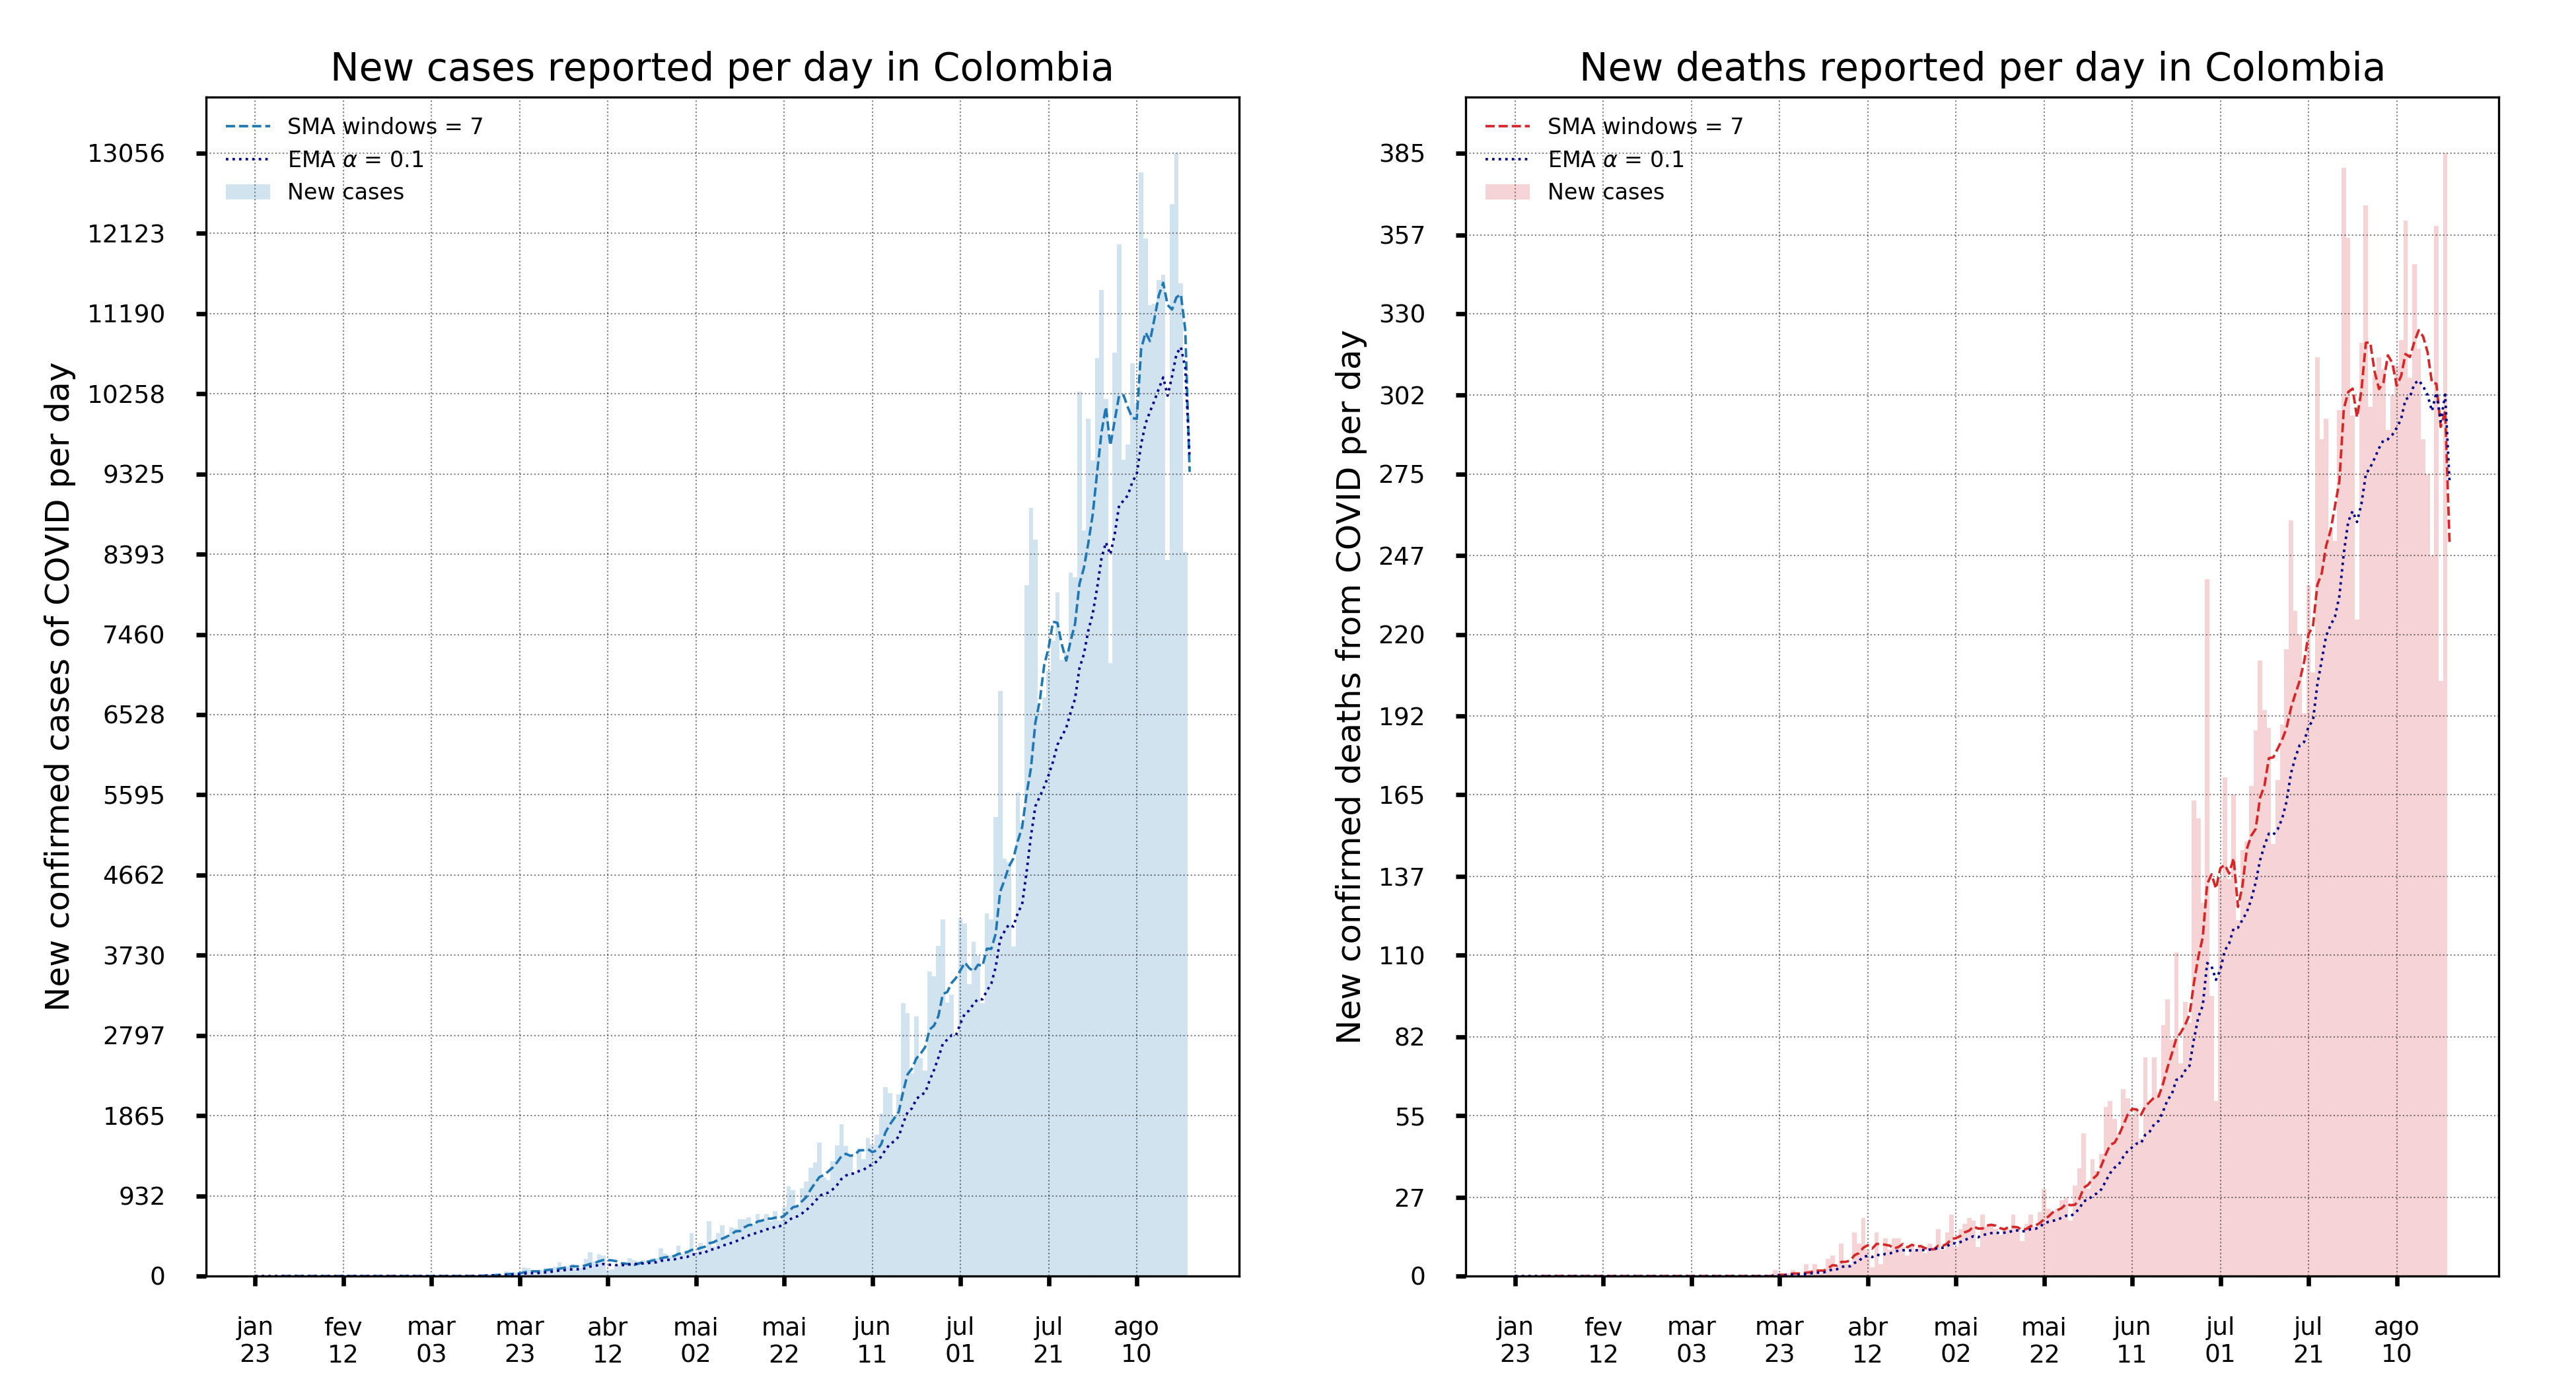 New cases reported per day in Colombia
SMA windows = 7
EMA α = 0.1
New cases
New confirmed cases of COVID per day
13056
12123
11190
10258
9325
8393
7460
6528
5595
4662
3730
2797
1865
932
0
jan 23
fev 12
mar 03
mar 23
abr 12
mai 02
mai 22
jun 11
jul 01
jul 21
ago 10
New deaths reported per day in Colombia
SMA windows = 7
EMA α = 0.1
New cases
New confirmed deaths from COVID per day
385
357
330
302
275
247
220
192
165
137
110
82
55
27
0
jan 23
fev 12
mar 03
mar 23
abr 12
mai 02
mai 22
jun 11
jul 01
jul 21
ago 10